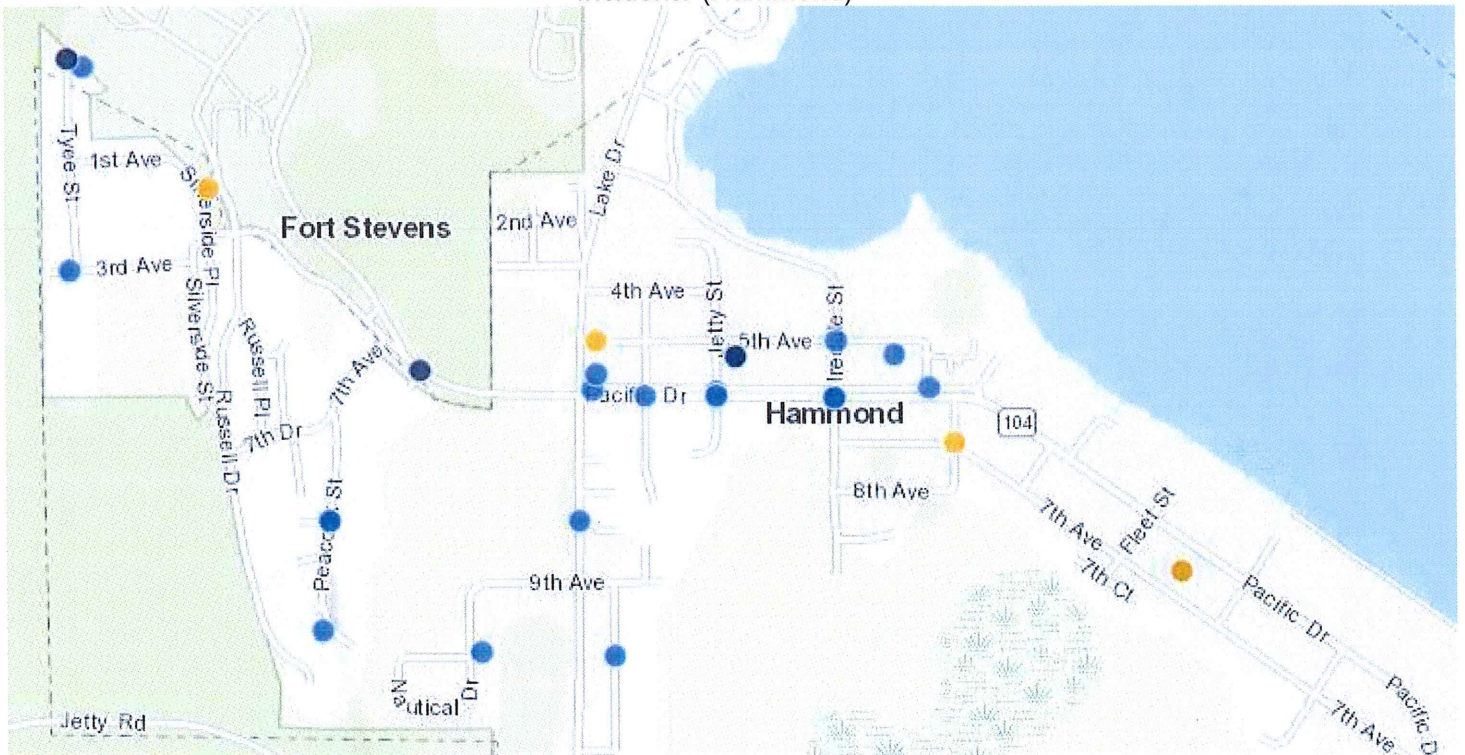 Tyee St
1st Ave
Fort Stevens
2nd Ave
Lake Dr
3rd Ave
Silverside Pl
Silverside St
4th Ave
Jetty St
5th Ave
Russell Pl
7th Ave
Pacific Dr
Hammond
104
Russell Dr
7th Dr
8th Ave
St
7th Ave
Fleet St
7th Ct
9th Ave
Pacific Dr
Nautical Dr
Jetty Rd
7th Ave
Pacific D